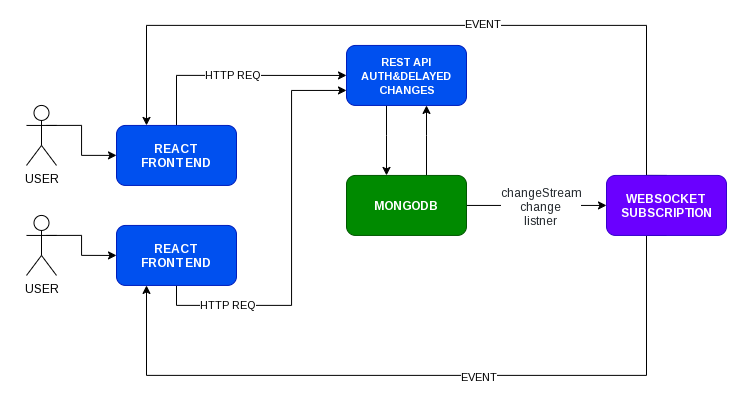 EVENT
HTTP REQ
REST API
AUTH&DELAYED
CHANGES
REACT
FRONTEND
USER
MONGODB
changeStream
change
listner
WEBSOCKET
SUBSCRIPTION
REACT
FRONTEND
USER
HTTP REQ
EVENT